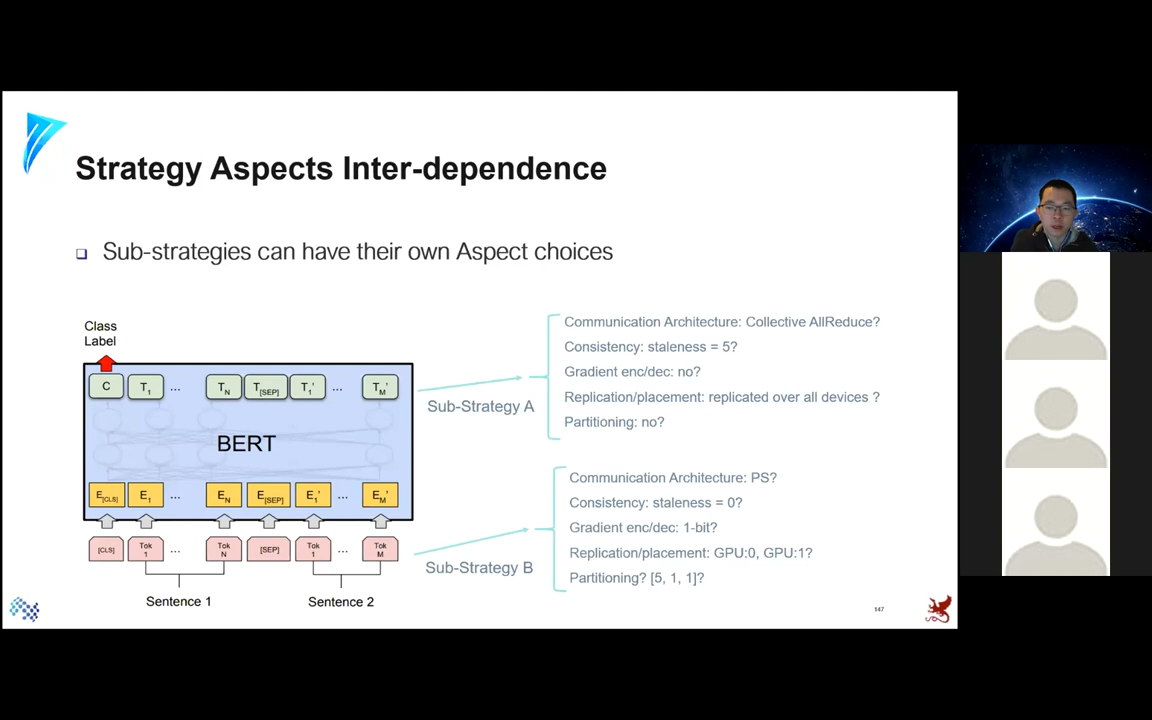 Strategy Aspects Inter-dependence
Sub-strategies can have their own Aspect choices
Class
Label
C T1 ... TN T[SEP] T1' ... TM'
BERT
E[CLS] E1 ... EN E[SEP] E1' ... EM'
[CLS] Tok 1 ... Tok N [SEP] Tok 1 ... Tok M
Sentence 1 Sentence 2
Sub-Strategy A
Communication Architecture: Collective AllReduce?
Consistency: staleness = 5?
Gradient enc/dec: no?
Replication/placement: replicated over all devices ?
Partitioning: no?
Sub-Strategy B
Communication Architecture: PS?
Consistency: staleness = 0?
Gradient enc/dec: 1-bit?
Replication/placement: GPU:0, GPU:1?
Partitioning? [5, 1, 1]?
147